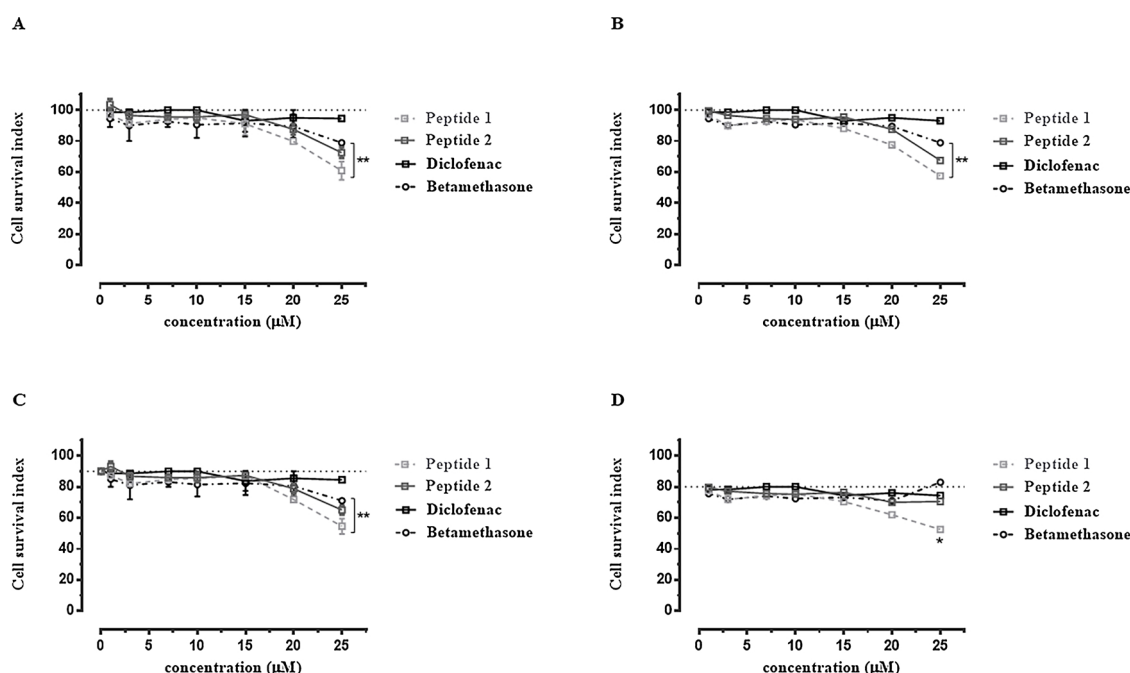 A
Cell survival index
100
80
60
40
20
0
0 5 10 15 20 25
concentration (µM)
**
Peptide 1
Peptide 2
Diclofenac
Betamethasone
B
Cell survival index
100
80
60
40
20
0
0 5 10 15 20 25
concentration (µM)
**
Peptide 1
Peptide 2
Diclofenac
Betamethasone
C
Cell survival index
100
80
60
40
20
0
0 5 10 15 20 25
concentration (µM)
**
Peptide 1
Peptide 2
Diclofenac
Betamethasone
D
Cell survival index
100
80
60
40
20
0
0 5 10 15 20 25
concentration (µM)
*
Peptide 1
Peptide 2
Diclofenac
Betamethasone